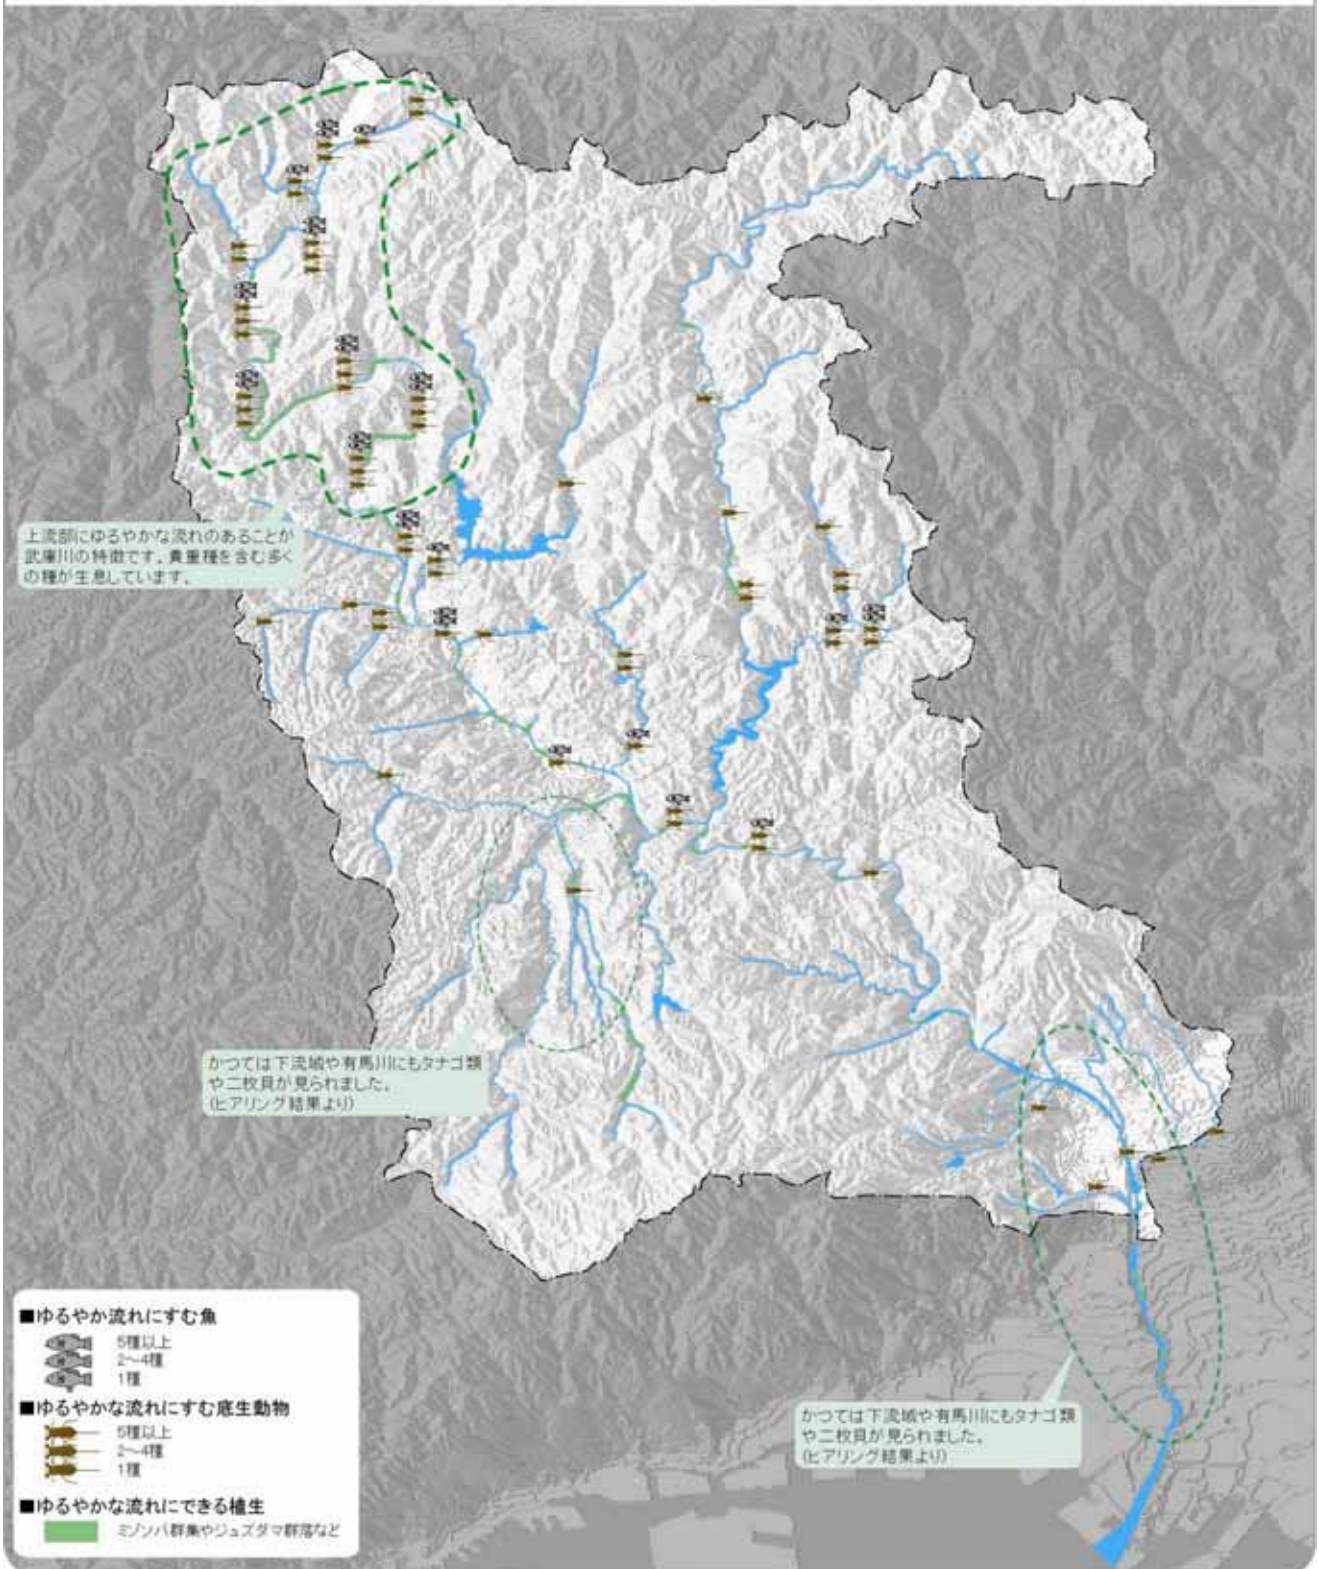 上流部にゆるやかな流れのあることが
武庫川の特徴です。貴重種を含む多く
の種が生息しています。
かつては下流域や有馬川にもタナゴ類
や二枚貝が見られました。
(ヒアリング結果より)
かつては下流域や有馬川にもタナゴ類
や二枚貝が見られました。
(ヒアリング結果より)
■ゆるやか流れにすむ魚
5種以上
2〜4種
1種
■ゆるやかな流れにすむ底生動物
5種以上
2〜4種
1種
■ゆるやかな流れにできる植生
ミゾソバ群集やジュズダマ群落など